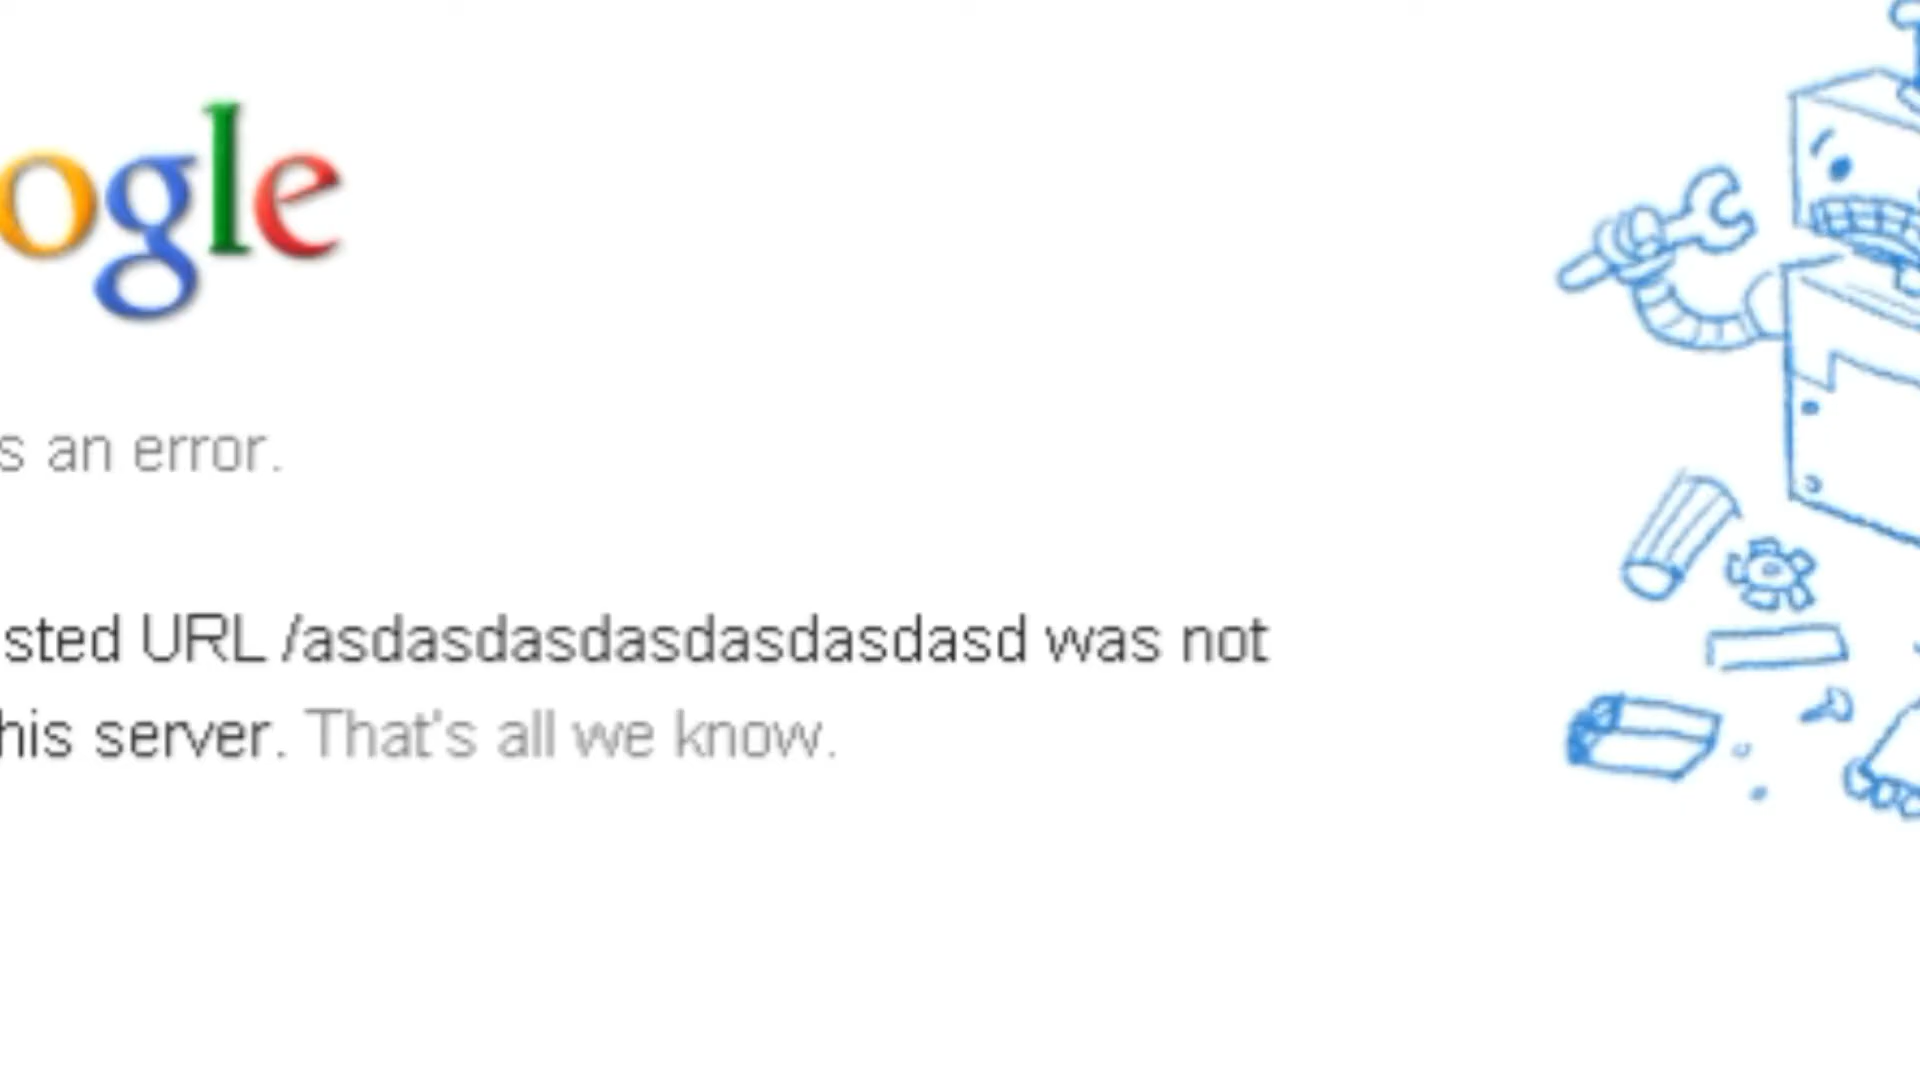 ogle
s an error.
sted URL /asdasdasdasdasdasdasd was not
his server. That's all we know.